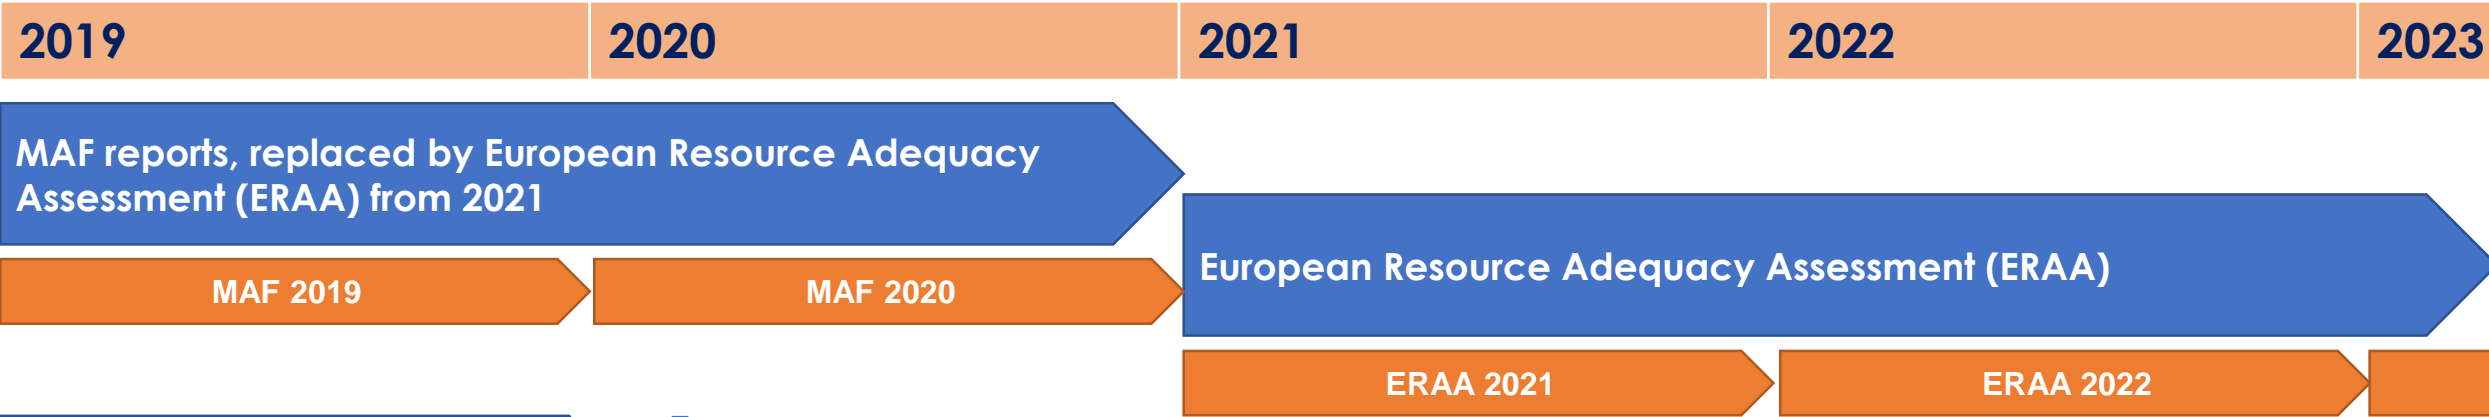 2019
2020
2021
2022
2023
MAF reports, replaced by European Resource Adequacy
Assessment (ERAA) from 2021
MAF 2019
MAF 2020
European Resource Adequacy Assessment (ERAA)
ERAA 2021
ERAA 2022